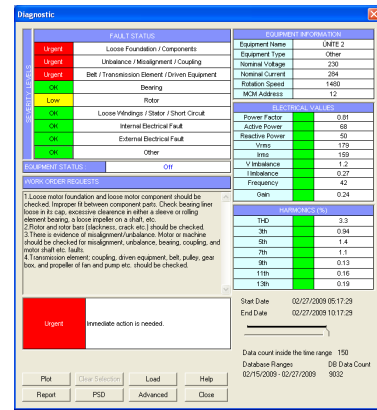 Diagnostic
FAULT STATUS
SEVERITY LEVELS
Urgent Loose Foundation / Components
Urgent Unbalance / Misalignment / Coupling
Urgent Belt / Transmission Element / Driven Equipment
OK Bearing
Low Rotor
OK Loose Windings / Stator / Short Circuit
OK Internal Electrical Fault
OK External Electrical Fault
OK Other
EQUIPMENT STATUS : Off
WORK ORDER REQUESTS
1.Loose motor foundation and loose motor component should be
checked. Improper fit between component parts. Check bearing liner
loose in its cap, excessive clearence in either a sleeve or rolling
element bearing, a loose impeller on a shaft, etc.
2.Rotor and rotor bars (slackness, crack etc.) should be checked.
3.There is evidence of misalignment/unbalance. Motor or machine
should be checked for misalignment, unbalance, bearing, coupling, and
motor shaft etc. faults.
4.Transmission element; coupling, driven equipment, belt, pulley, gear
box, and propeller of fan and pump etc. should be checked.
Urgent Immediate action is needed.
Plot Clear Selection Load Help
Report PSD Advanced Close
EQUIPMENT INFORMATION
Equipment Name ÜNITE 2
Equipment Type Other
Nominal Voltage 230
Nominal Current 284
Rotation Speed 1480
MCM Address 12
ELECTRICAL VALUES
Power Factor 0.81
Active Power 68
Reactive Power 50
Vrms 179
Irms 159
V Imbalance 1.2
I Imbalance 0.27
Frequency 42
Gain 0.24
HARMONICS (%)
THD 3.3
3th 0.94
5th 1.4
7th 1.1
9th 0.13
11th 0.16
13th 0.19
Start Date 02/27/2009 05:17:29
End Date 02/27/2009 10:17:29
Data count inside the time range 150
Database Ranges DB Data Count
02/15/2009 - 02/27/2009 9032